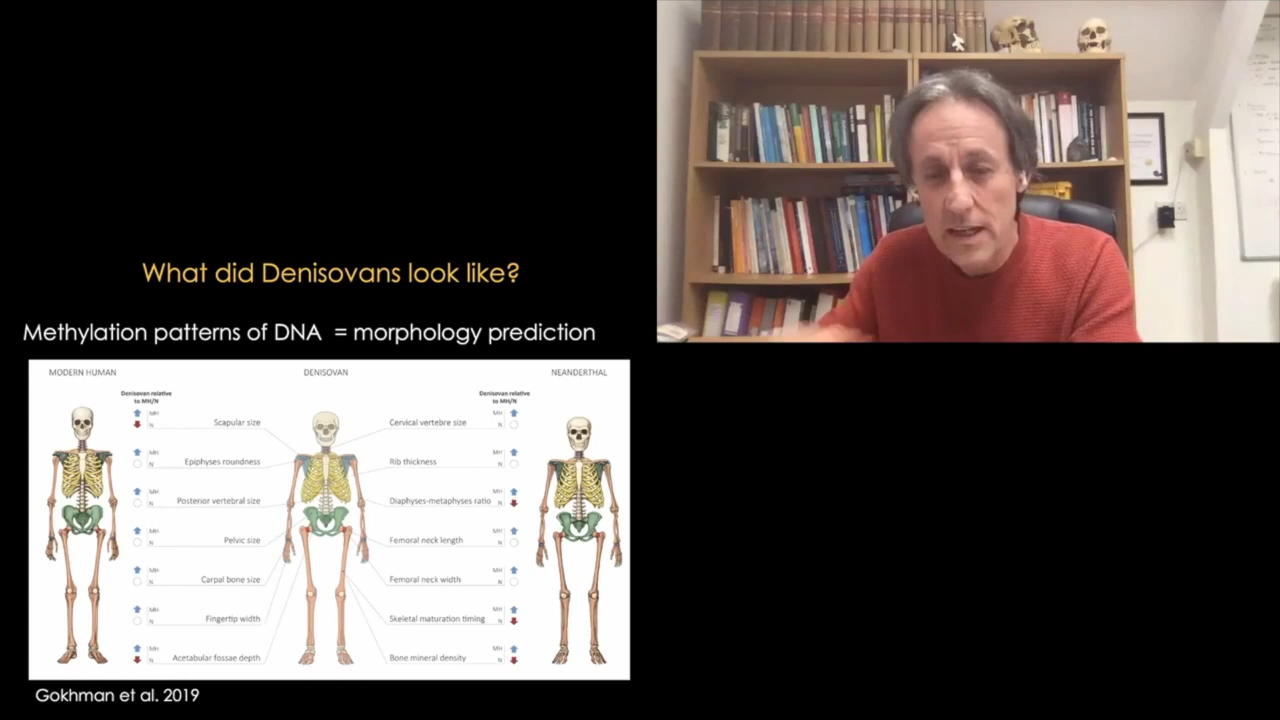 What did Denisovans look like?
Methylation patterns of DNA = morphology prediction
MODERN HUMAN
DENISOVAN
NEANDERTHAL
Denisovan relative
to MH/N
Denisovan relative
to MH/N
MH
N
Scapular size
MH
N
Epiphyses roundness
MH
N
Posterior vertebral size
MH
N
Pelvic size
MH
N
Carpal bone size
MH
N
Fingertip width
MH
N
Acetabular fossae depth
Cervical vertebre size
MH
N
Rib thickness
MH
N
Diaphyses-metaphyses ratio
MH
N
Femoral neck length
MH
N
Femoral neck width
MH
N
Skeletal maturation timing
MH
N
Bone mineral density
MH
N
Gokhman et al. 2019